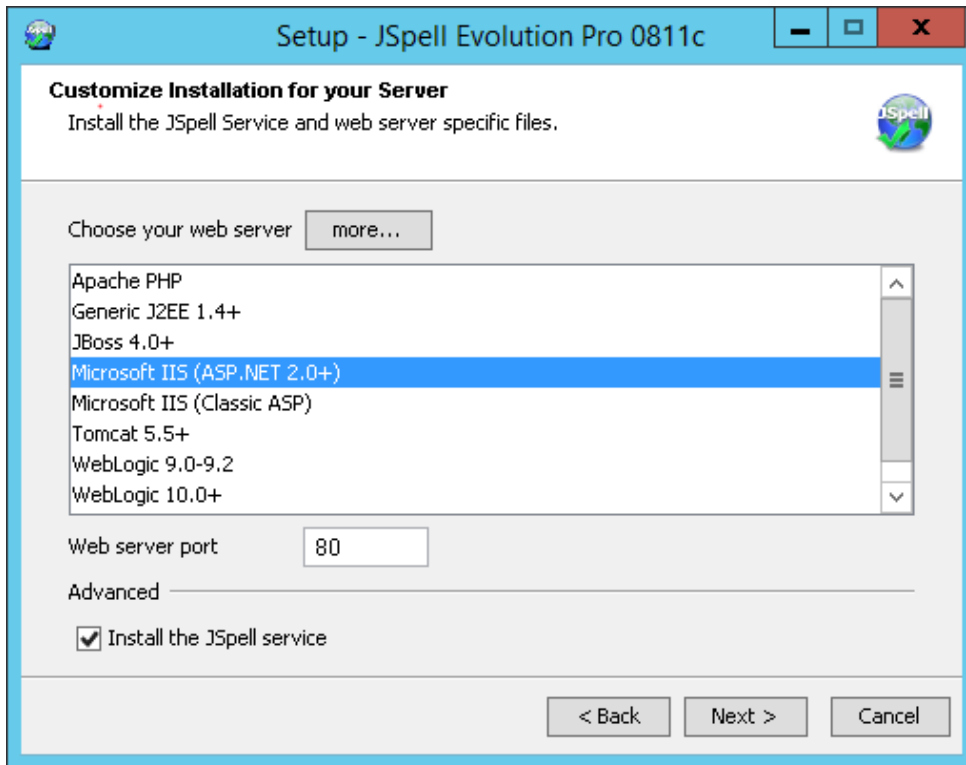 Setup - JSpell Evolution Pro 0811c
Customize Installation for your Server
Install the JSpell Service and web server specific files.
JSpell
Choose your web server more...
Apache PHP
Generic J2EE 1.4+
JBoss 4.0+
Microsoft IIS (ASP.NET 2.0+)
Microsoft IIS (Classic ASP)
Tomcat 5.5+
WebLogic 9.0-9.2
WebLogic 10.0+
Web server port 80
Advanced
Install the JSpell service
< Back Next > Cancel